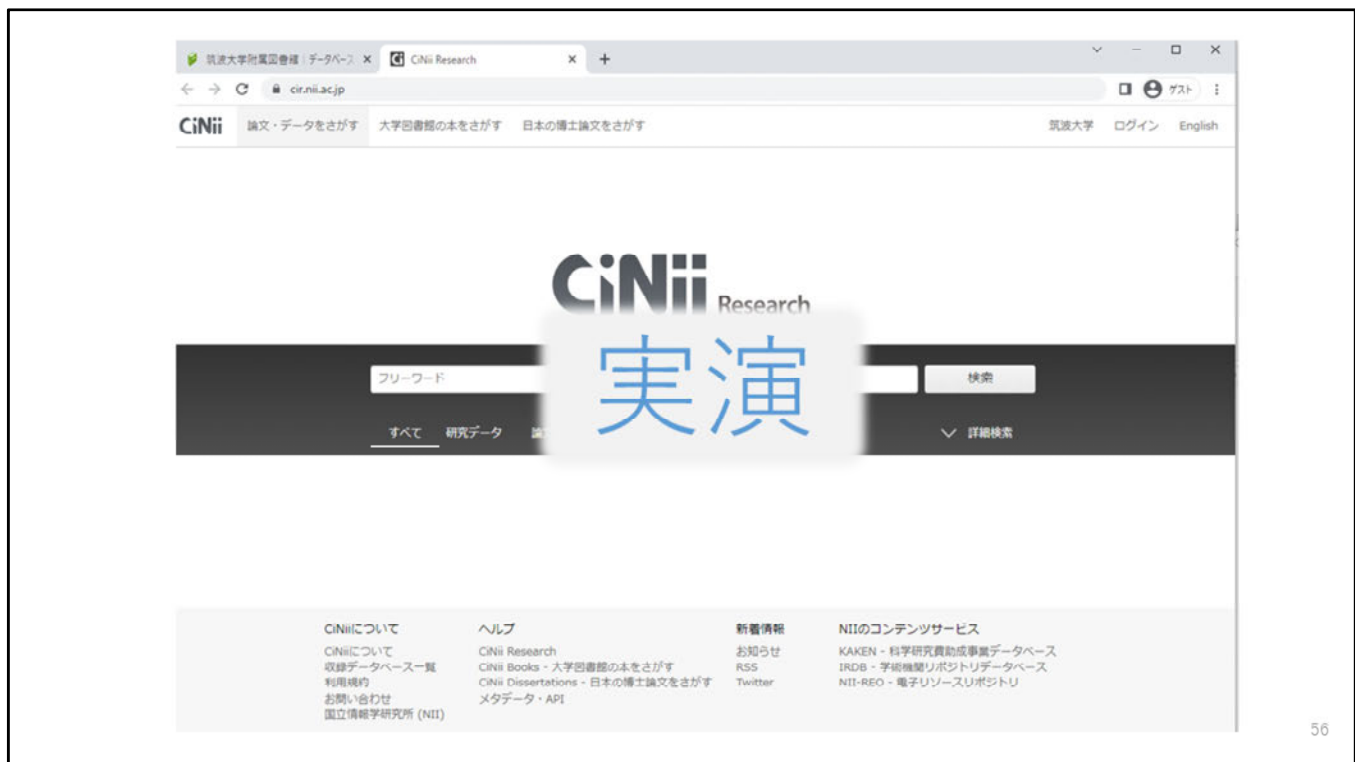 筑波大学附属図書館｜データベース
CiNii Research
cir.nii.ac.jp
ゲスト
CiNii 論文・データをさがす 大学図書館の本をさがす 日本の博士論文をさがす 筑波大学 ログイン English
CiNii Research
実演
フリーワード 検索
すべて 研究データ 詳細検索
CiNiiについて
CiNiiについて
収録データベース一覧
利用規約
お問い合わせ
国立情報学研究所 (NII)
ヘルプ
CiNii Research
CiNii Books - 大学図書館の本をさがす
CiNii Dissertations - 日本の博士論文をさがす
メタデータ・API
新着情報
お知らせ
RSS
Twitter
NIIのコンテンツサービス
KAKEN - 科学研究費助成事業データベース
IRDB - 学術機関リポジトリデータベース
NII-REO - 電子リソースリポジトリ
56